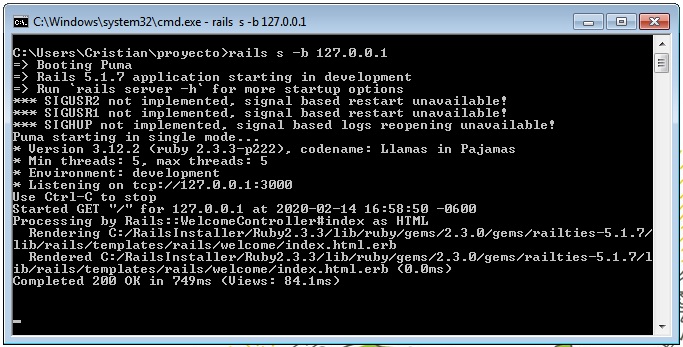 C:\Windows\system32\cmd.exe - rails  s -b 127.0.0.1
C:\Users\Cristian\proyecto>rails s -b 127.0.0.1
=> Booting Puma
=> Rails 5.1.7 application starting in development
=> Run `rails server -h` for more startup options
*** SIGUSR2 not implemented, signal based restart unavailable!
*** SIGUSR1 not implemented, signal based restart unavailable!
*** SIGHUP not implemented, signal based logs reopening unavailable!
Puma starting in single mode...
* Version 3.12.2 (ruby 2.3.3-p222), codename: Llamas in Pajamas
* Min threads: 5, max threads: 5
* Environment: development
* Listening on tcp://127.0.0.1:3000
Use Ctrl-C to stop
Started GET "/" for 127.0.0.1 at 2020-02-14 16:58:50 -0600
Processing by Rails::WelcomeController#index as HTML
  Rendering C:/RailsInstaller/Ruby2.3.3/lib/ruby/gems/2.3.0/gems/railties-5.1.7/
lib/rails/templates/rails/welcome/index.html.erb
  Rendered C:/RailsInstaller/Ruby2.3.3/lib/ruby/gems/2.3.0/gems/railties-5.1.7/l
ib/rails/templates/rails/welcome/index.html.erb (0.0ms)
Completed 200 OK in 749ms (Views: 84.1ms)